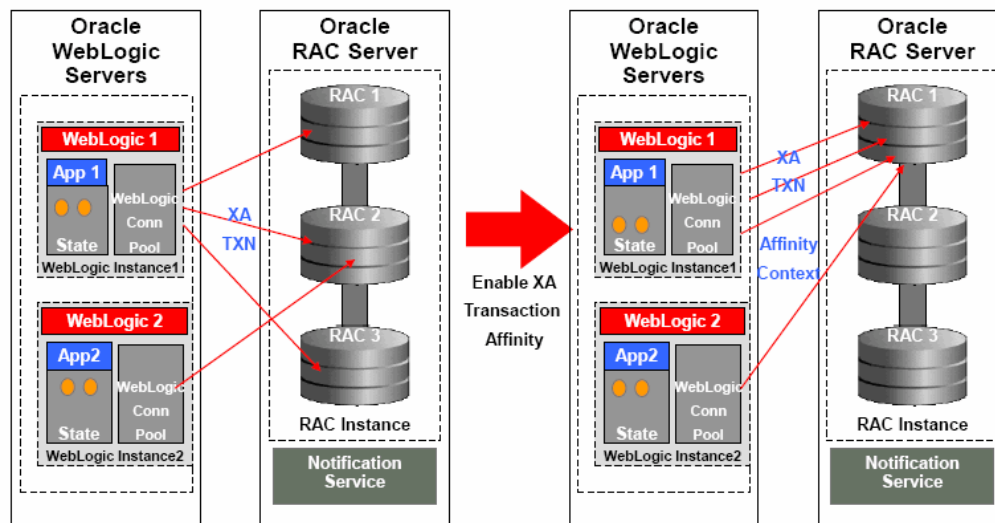 Oracle
WebLogic
Servers
WebLogic 1
App 1
State
WebLogic
Conn
Pool
WebLogic Instance1
WebLogic 2
App2
State
WebLogic
Conn
Pool
WebLogic Instance2
XA
TXN
Oracle
RAC Server
RAC 1
RAC 2
RAC 3
RAC Instance
Notification
Service
Enable XA
Transaction
Affinity
Oracle
WebLogic
Servers
WebLogic 1
App 1
State
WebLogic
Conn
Pool
WebLogic Instance1
WebLogic 2
App2
State
WebLogic
Conn
Pool
WebLogic Instance2
XA
TXN
Affinity
Context
Oracle
RAC Server
RAC 1
RAC 2
RAC 3
RAC Instance
Notification
Service